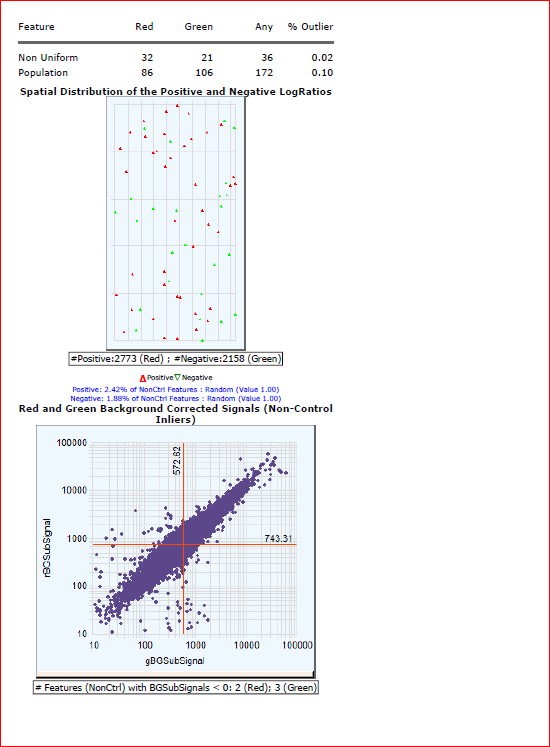 Feature Red Green Any % Outlier
Non Uniform 32 21 36 0.02
Population 86 106 172 0.10
Spatial Distribution of the Positive and Negative LogRatios
#Positive:2773 (Red) ; #Negative:2158 (Green)
Positive Negative
Positive: 2.42% of NonCtrl Features : Random (Value 1.00)
Negative: 1.88% of NonCtrl Features : Random (Value 1.00)
Red and Green Background Corrected Signals (Non-Control
Inliers)
100000
10000
1000
100
10
rBGSubSignal
572.62
743.31
10 100 1000 10000 100000
gBGSubSignal
# Features (NonCtrl) with BGSubSignals < 0: 2 (Red); 3 (Green)